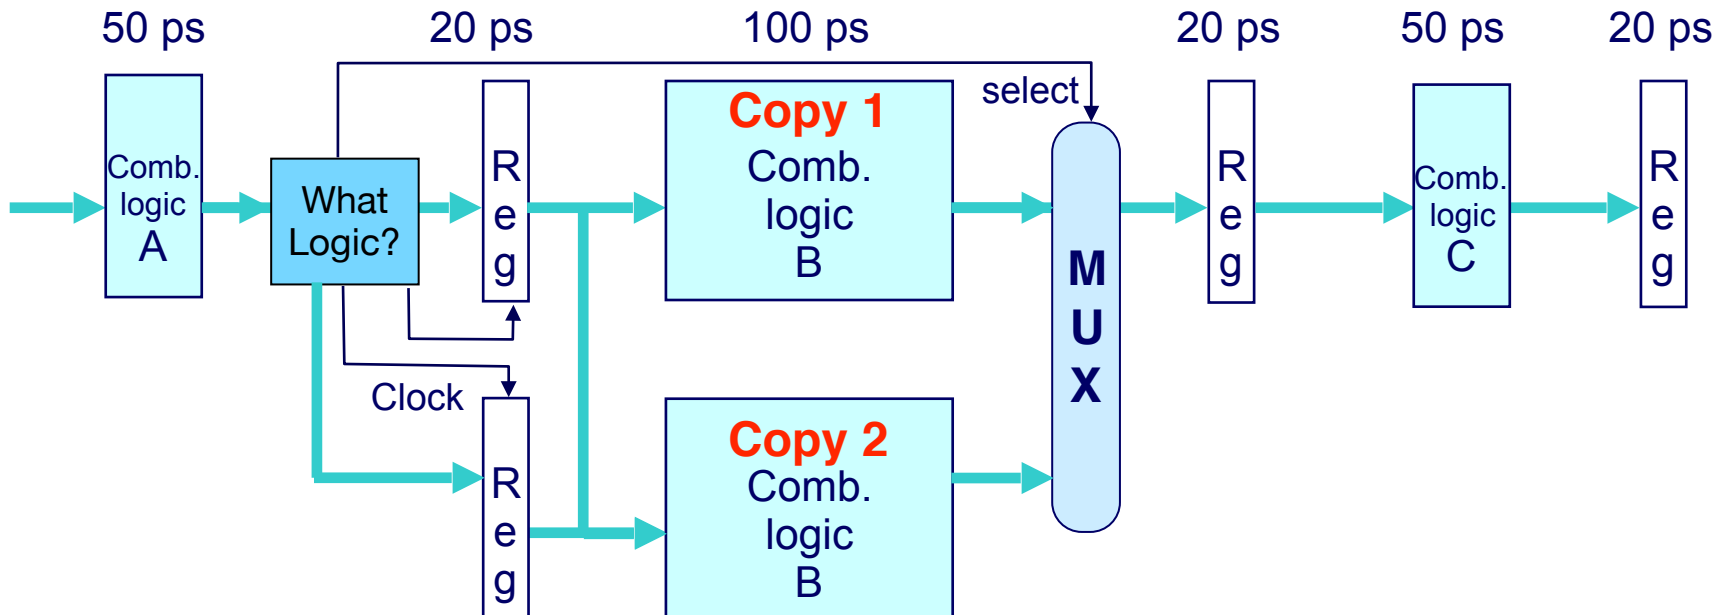 50 ps
20 ps
100 ps
20 ps
50 ps
20 ps
select
Comb.
logic
A
What
Logic?
R
e
g
Copy 1
Comb.
logic
B
M
U
X
R
e
g
Comb.
logic
C
R
e
g
Clock
R
e
g
Copy 2
Comb.
logic
B